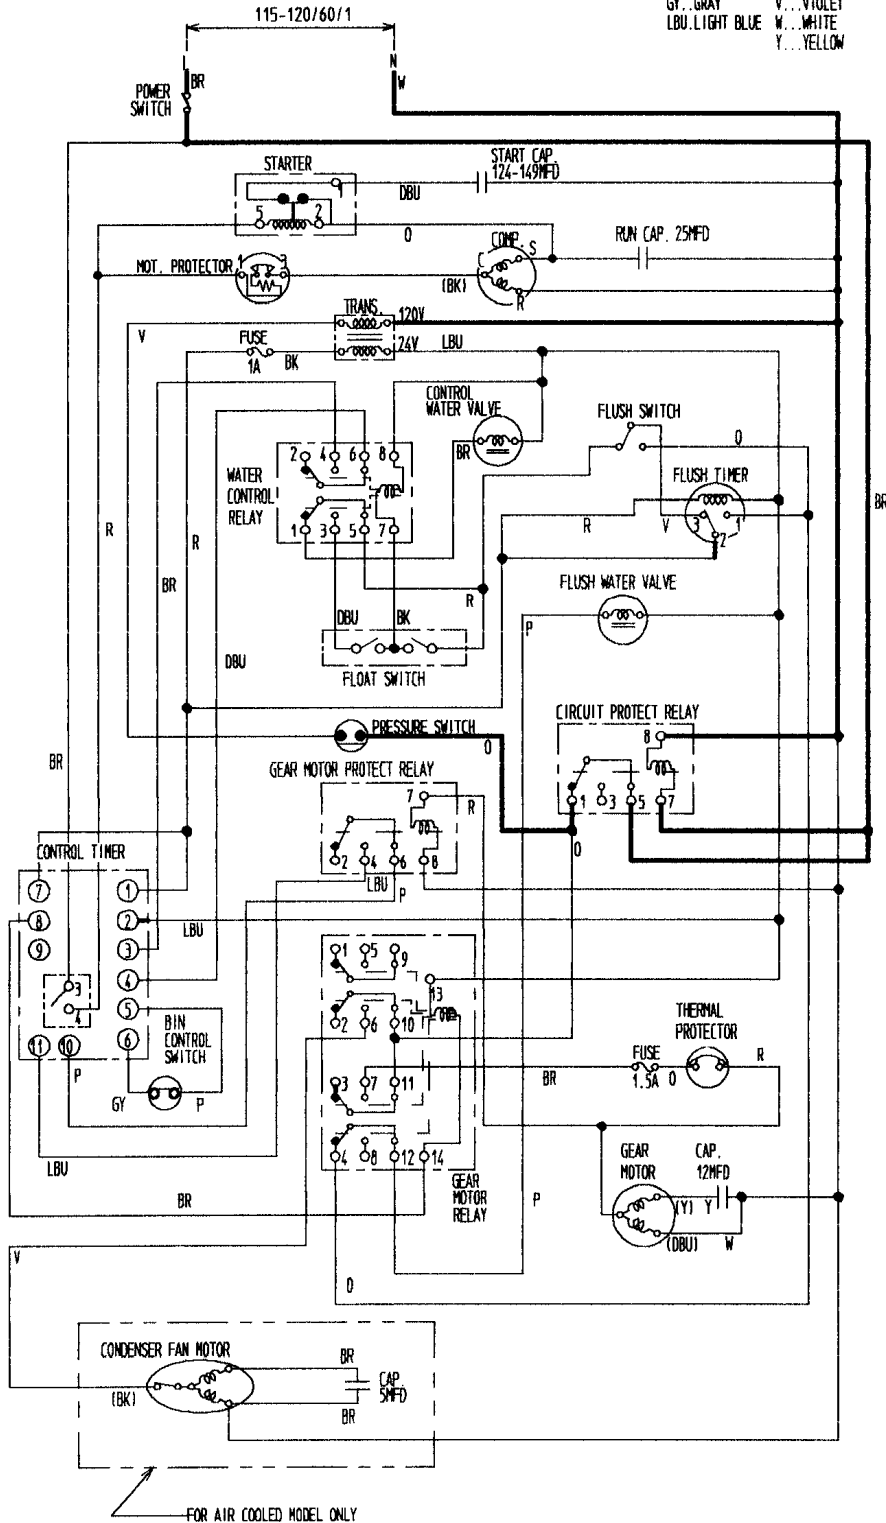 GY..GRAY V...VIOLET
LBU.LIGHT BLUE W...WHITE
Y...YELLOW
115-120/60/1
L
BR
N
W
POWER
SWITCH
STARTER
1
5
2
DBU
START CAP.
124-149MFD
O
MOT. PROTECTOR
1
3
COMP.
C
S
R
(BK)
RUN CAP. 25MFD
TRANS.
120V
24V
LBU
V
FUSE
1A
BK
CONTROL
WATER VALVE
BR
FLUSH SWITCH
O
WATER
CONTROL
RELAY
2 4 6 8
1 3 5 7
FLUSH TIMER
3
1
2
R
V
BR
R
R
BR
DBU
DBU
BK
R
FLOAT SWITCH
FLUSH WATER VALVE
P
PRESSURE SWITCH
O
CIRCUIT PROTECT RELAY
8
1 3 5 7
O
BR
GEAR MOTOR PROTECT RELAY
7
R
2 4 6 8
LBU
P
CONTROL TIMER
7 1
8 2
9 3
4
5
6
11 10
3
4
LBU
BIN
CONTROL
SWITCH
P
GY
P
LBU
BR
1 5 9
13
2 6 10
3 7 11
4 8 12 14
GEAR
MOTOR
RELAY
BR
FUSE
1.5A
O
THERMAL
PROTECTOR
R
GEAR
MOTOR
CAP.
12MFD
(Y)
Y
(DBU)
W
P
O
V
CONDENSER FAN MOTOR
(BK)
BR
CAP.
5MFD
BR
FOR AIR COOLED MODEL ONLY